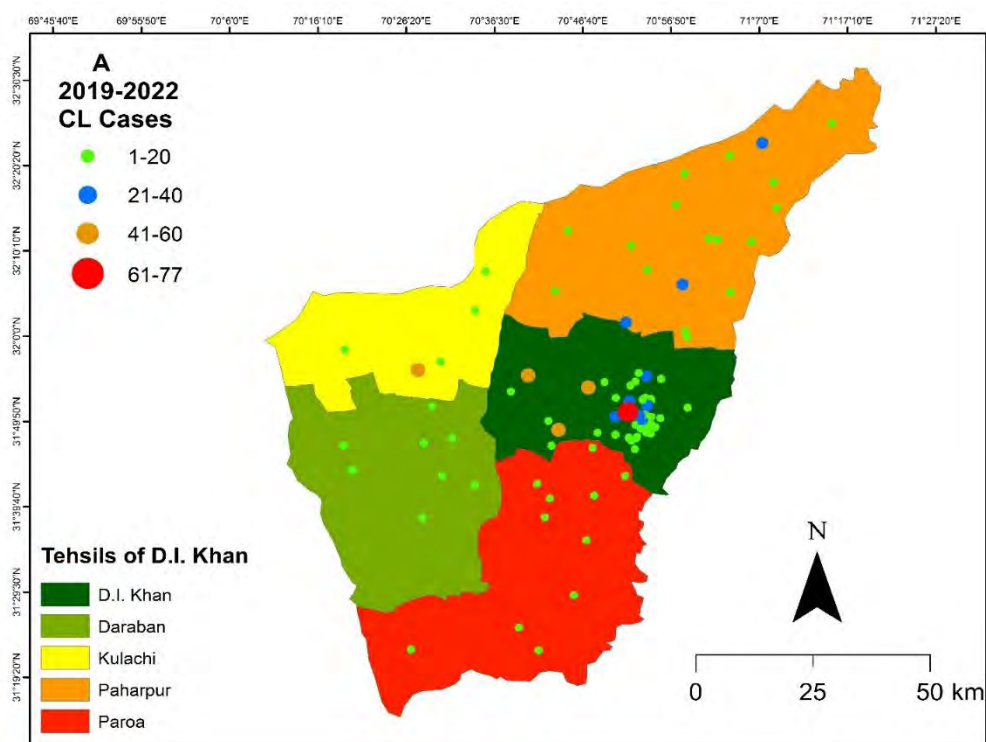 69°45'40"E 69°55'50"E 70°6'0"E 70°16'10"E 70°26'20"E 70°36'30"E 70°46'40"E 70°56'50"E 71°7'0"E 71°17'10"E 71°27'20"E
A
2019-2022
CL Cases
1-20
21-40
41-60
61-77
32°30'30"N
32°20'20"N
32°10'10"N
32°0'0"N
31°49'50"N
31°39'40"N
31°29'30"N
31°19'20"N
Tehsils of D.I. Khan
D.I. Khan
Daraban
Kulachi
Paharpur
Paroa
N
0 25 50 km